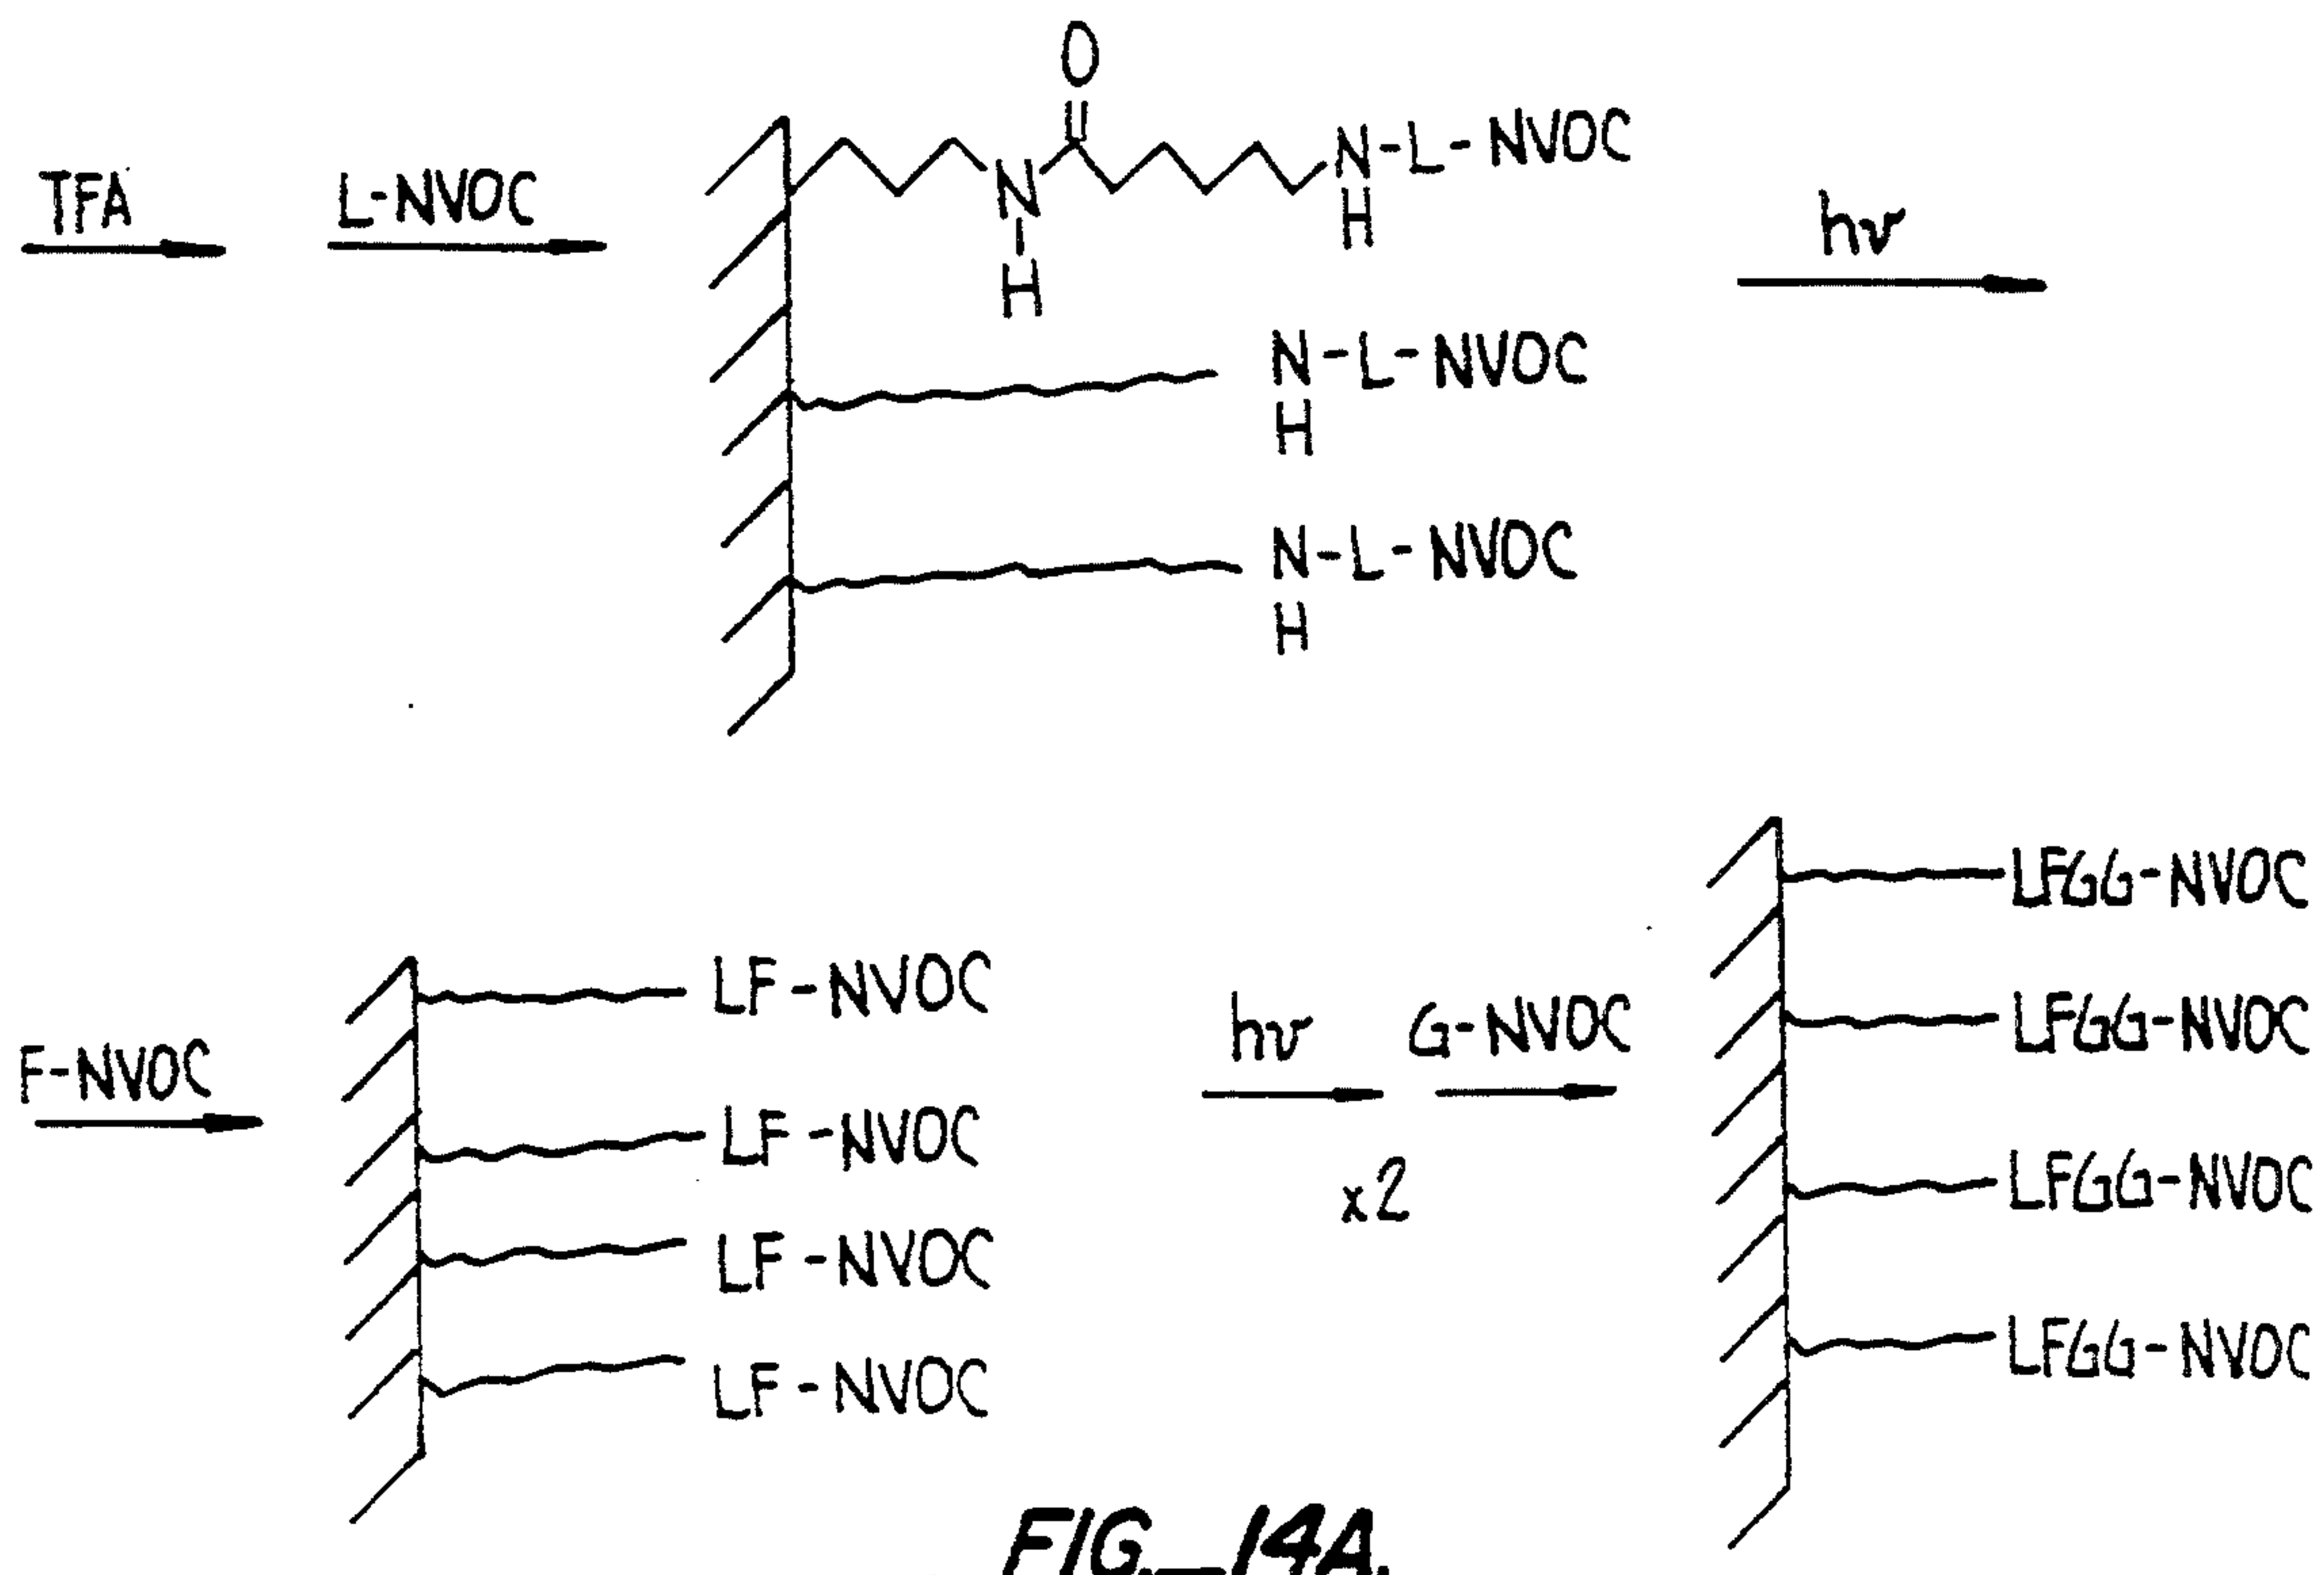 O
TFA L-NVOC N-L-NVOC hν
N H
H
N-L-NVOC
H
N-L-NVOC
H
LFGG-NVOC
LF-NVOC
F-NVOC hν G-NVOC LFGG-NVOC
LF-NVOC
x2 LFGG-NVOC
LF-NVOC
LFGG-NVOC
LF-NVOC
FIG._14A.